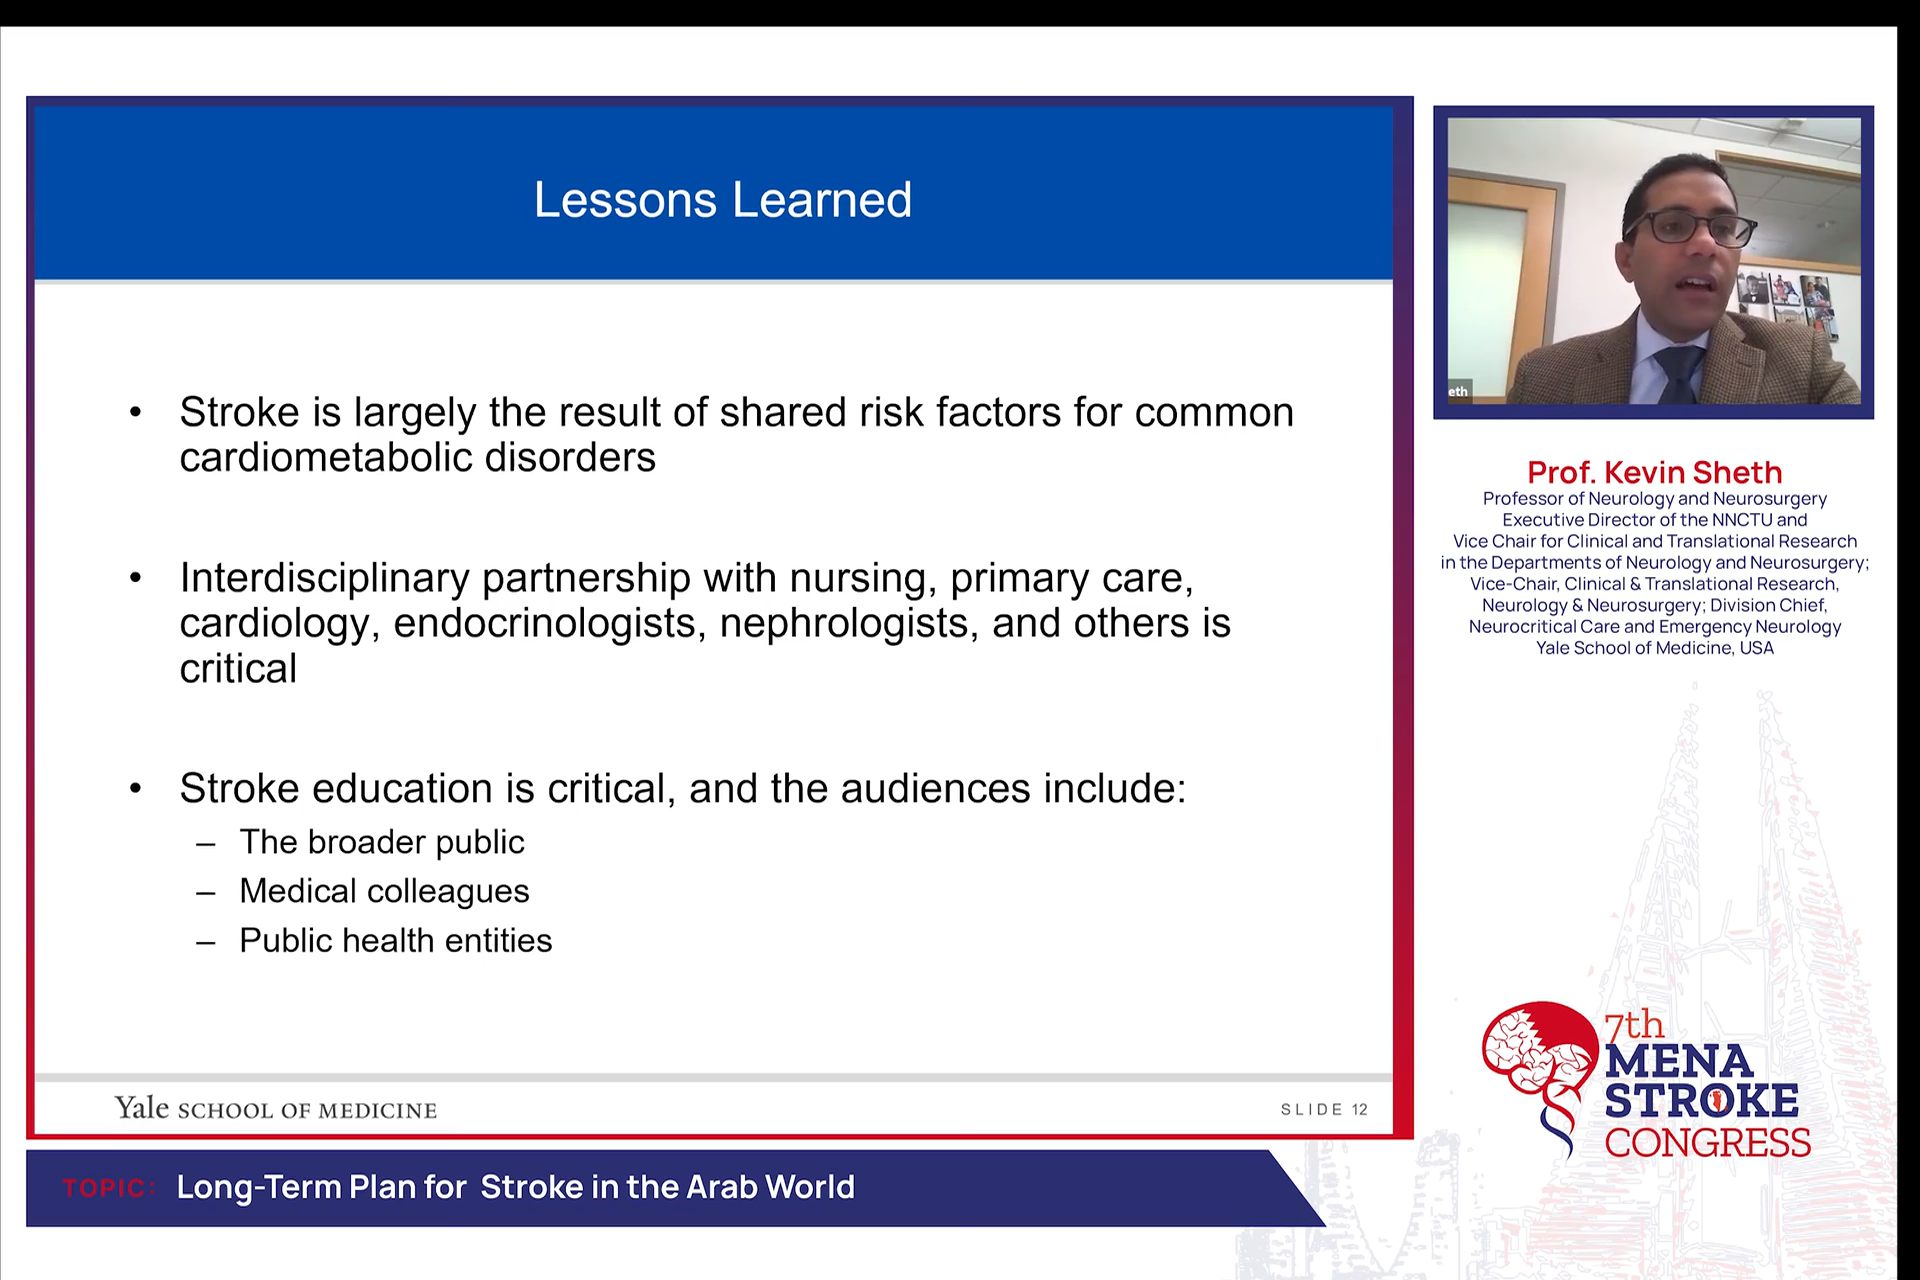 Lessons Learned
• Stroke is largely the result of shared risk factors for common
cardiometabolic disorders
• Interdisciplinary partnership with nursing, primary care,
cardiology, endocrinologists, nephrologists, and others is
critical
• Stroke education is critical, and the audiences include:
– The broader public
– Medical colleagues
– Public health entities
Yale SCHOOL OF MEDICINE
SLIDE 12
eth
Prof. Kevin Sheth
Professor of Neurology and Neurosurgery
Executive Director of the NNCTU and
Vice Chair for Clinical and Translational Research
in the Departments of Neurology and Neurosurgery;
Vice-Chair, Clinical & Translational Research,
Neurology & Neurosurgery; Division Chief,
Neurocritical Care and Emergency Neurology
Yale School of Medicine, USA
7th
MENA
STROKE
CONGRESS
TOPIC: Long-Term Plan for Stroke in the Arab World